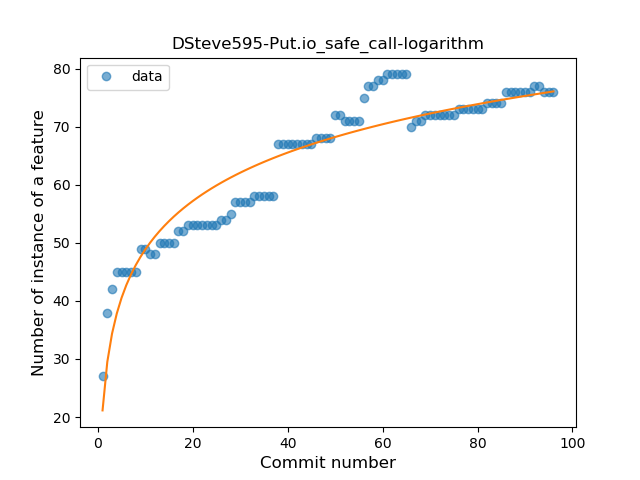 DSteve595-Put.io_safe_call-logarithm
data
Number of instance of a feature
80
70
60
50
40
30
20
0 20 40 60 80 100
Commit number